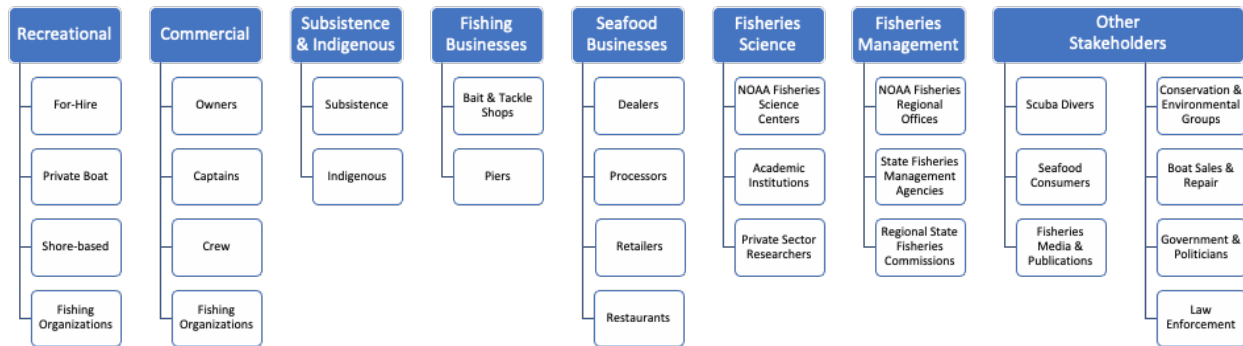 Recreational
For-Hire
Private Boat
Shore-based
Fishing
Organizations
Commercial
Owners
Captains
Crew
Fishing
Organizations
Subsistence
& Indigenous
Subsistence
Indigenous
Fishing
Businesses
Bait & Tackle
Shops
Piers
Seafood
Businesses
Dealers
Processors
Retailers
Restaurants
Fisheries
Science
NOAA Fisheries
Science
Centers
Academic
Institutions
Private Sector
Researchers
Fisheries
Management
NOAA Fisheries
Regional
Offices
State Fisheries
Management
Agencies
Regional State
Fisheries
Commissions
Other
Stakeholders
Scuba Divers
Seafood
Consumers
Fisheries
Media &
Publications
Conservation &
Environmental
Groups
Boat Sales &
Repair
Government &
Politicians
Law
Enforcement